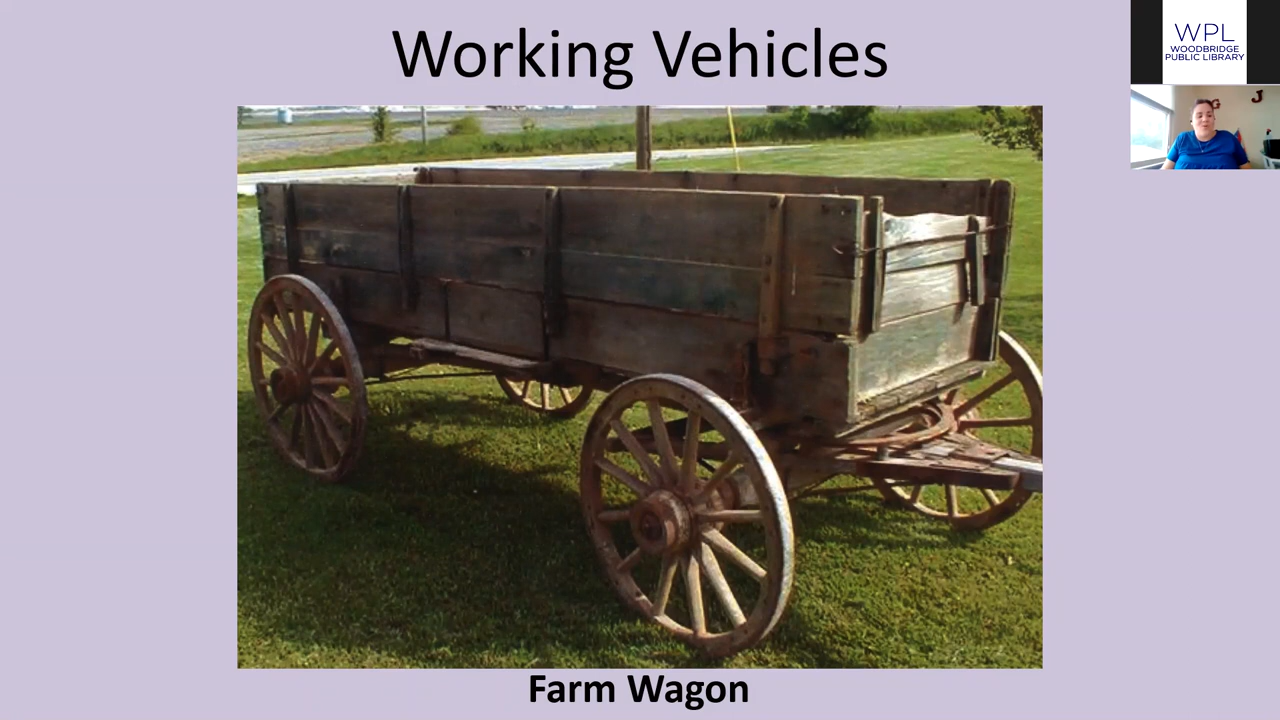 Working Vehicles
WPL
WOODBRIDGE
PUBLIC LIBRARY
G J
Farm Wagon